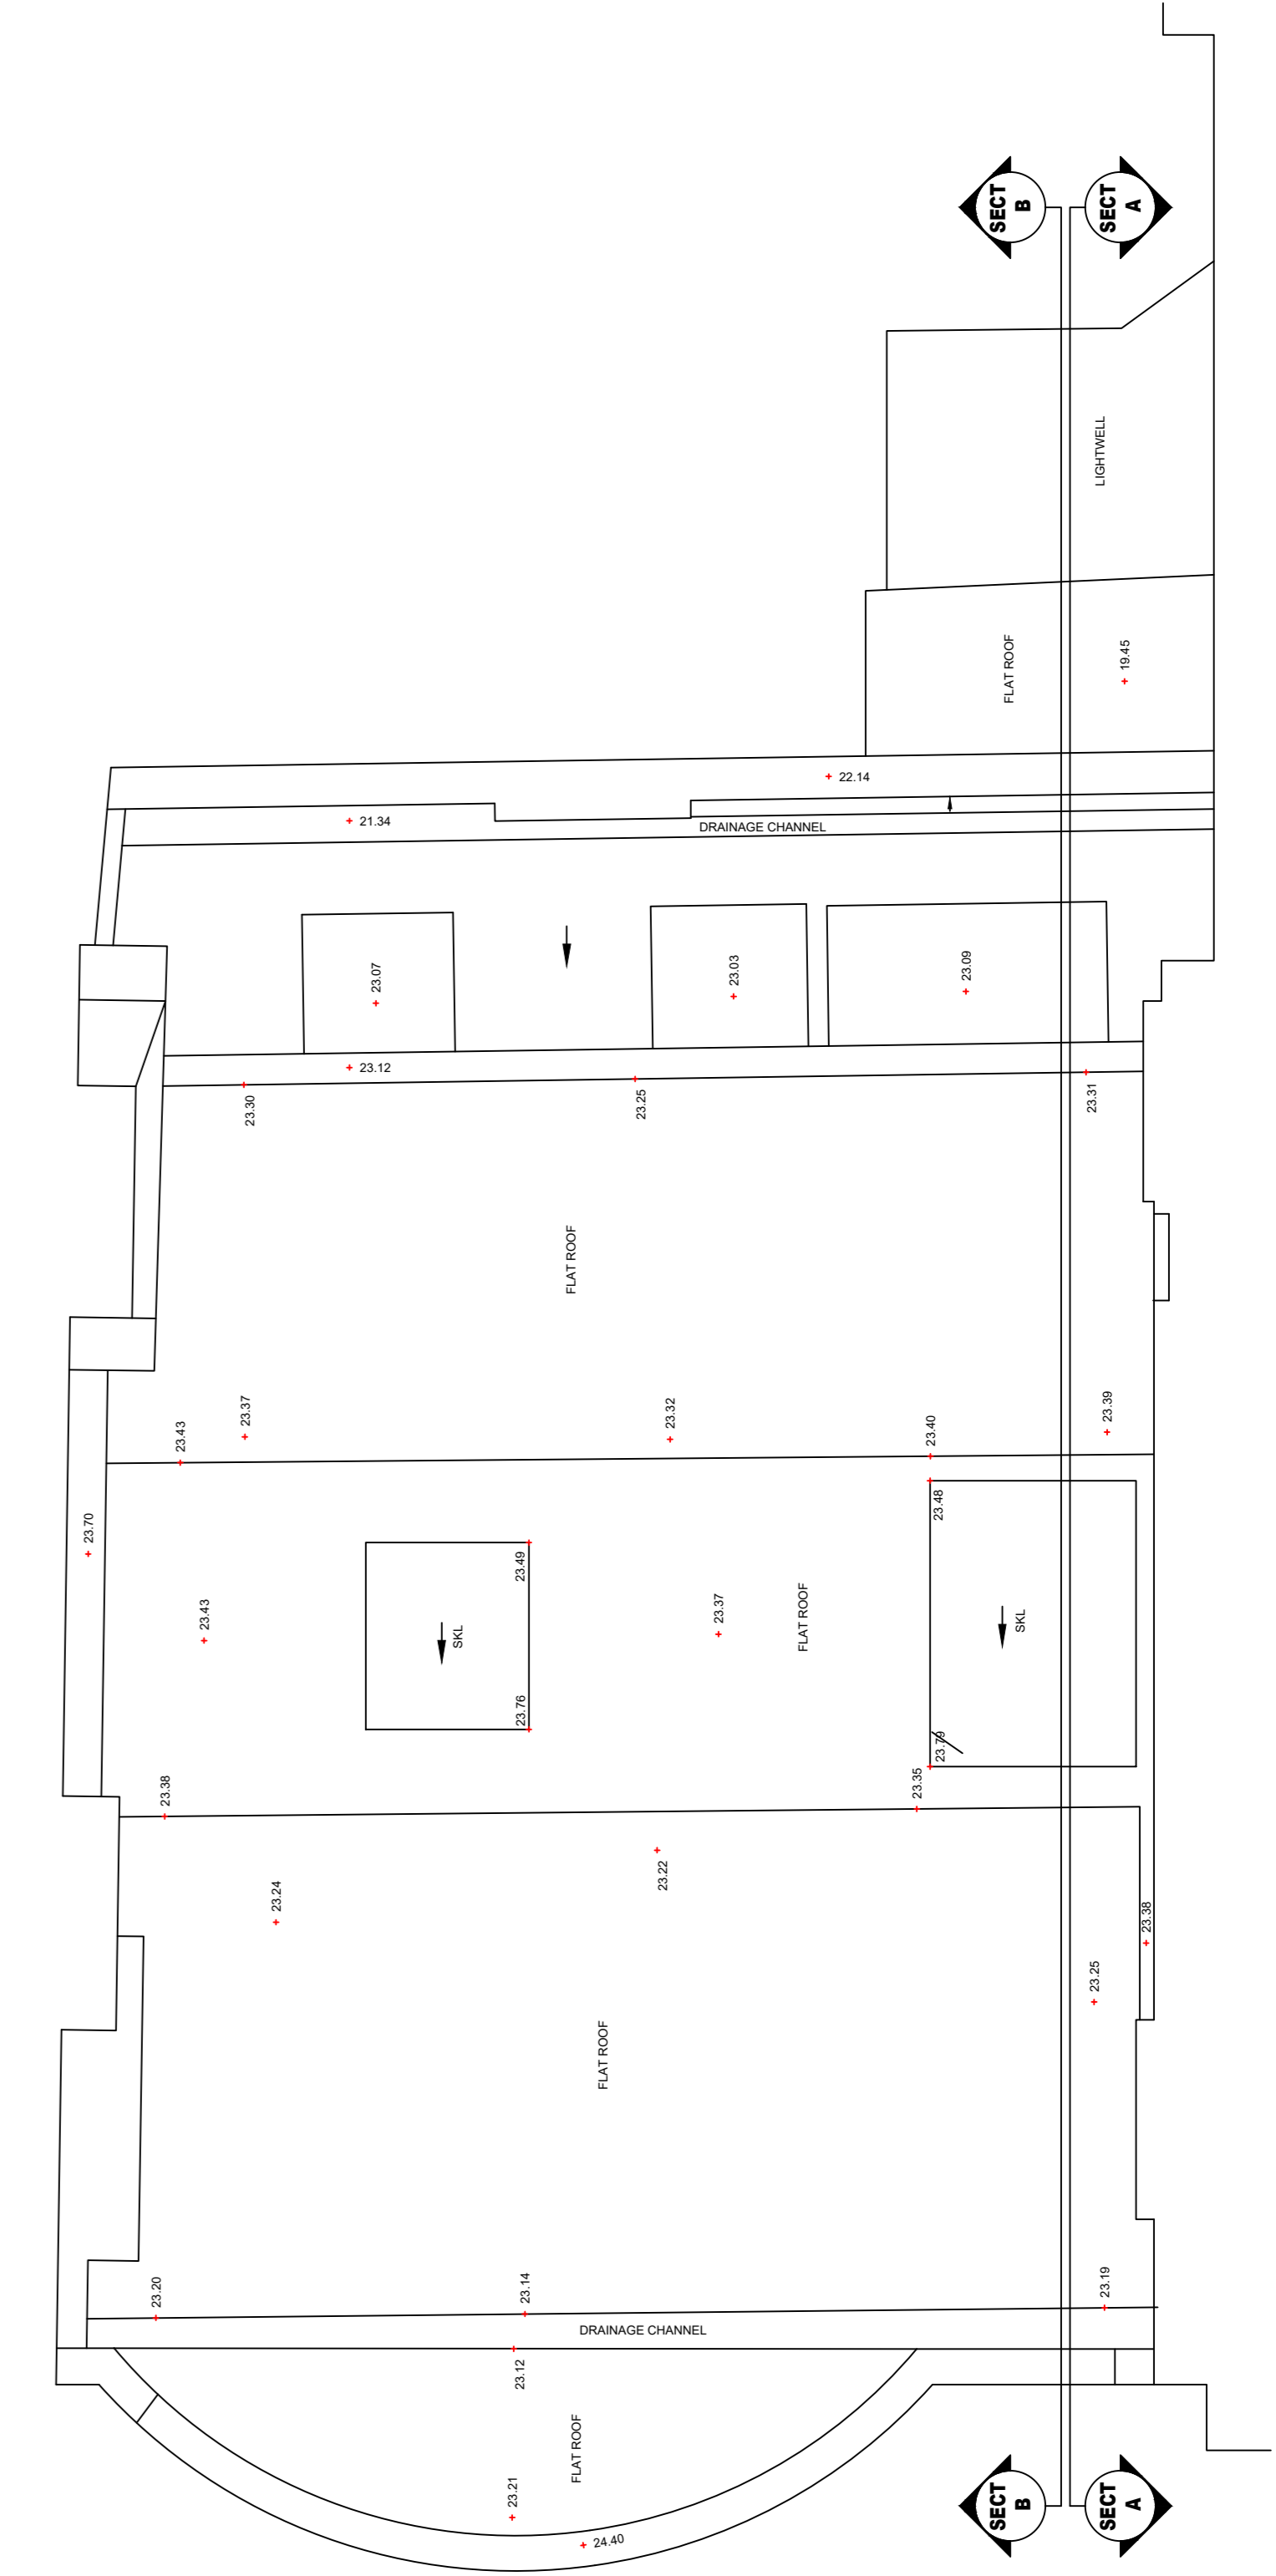 SECT
B
SECT
A
LIGHTWELL
FLAT ROOF
19.45
22.14
21.34
DRAINAGE CHANNEL
23.07
23.03
23.09
23.12
23.30
23.25
23.31
FLAT ROOF
23.43
23.37
23.32
23.40
23.39
23.48
23.70
23.49
23.43
SKL
23.37
FLAT ROOF
SKL
23.76
23.79
23.38
23.35
23.24
23.22
23.38
23.25
FLAT ROOF
23.20
23.14
23.19
DRAINAGE CHANNEL
23.12
FLAT ROOF
23.21
24.40
SECT
B
SECT
A